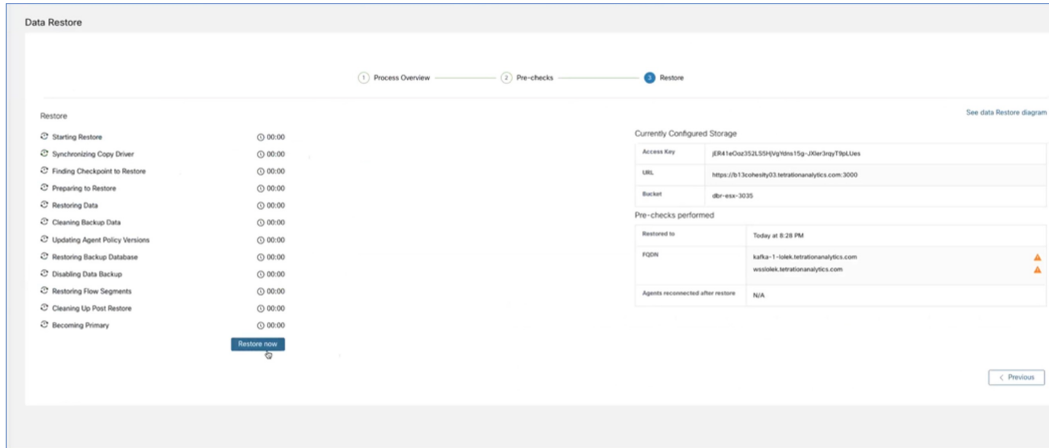 Data Restore
1 Process Overview
2 Pre-checks
3 Restore
See data Restore diagram
Restore
Starting Restore 00:00
Synchronizing Copy Driver 00:00
Finding Checkpoint to Restore 00:00
Preparing to Restore 00:00
Restoring Data 00:00
Cleaning Backup Data 00:00
Updating Agent Policy Versions 00:00
Restoring Backup Database 00:00
Disabling Data Backup 00:00
Restoring Flow Segments 00:00
Cleaning Up Post Restore 00:00
Becoming Primary 00:00
Restore now
Currently Configured Storage
Access Key
URL https://b13cohesity03.tetrationanalytics.com:3000
Bucket dbr-esx-3035
Pre-checks performed
Restored to Today at 8:28 PM
FQDN kafka-1-lolek.tetrationanalytics.com
wsslolek.tetrationanalytics.com
Agents reconnected after restore N/A
< Previous